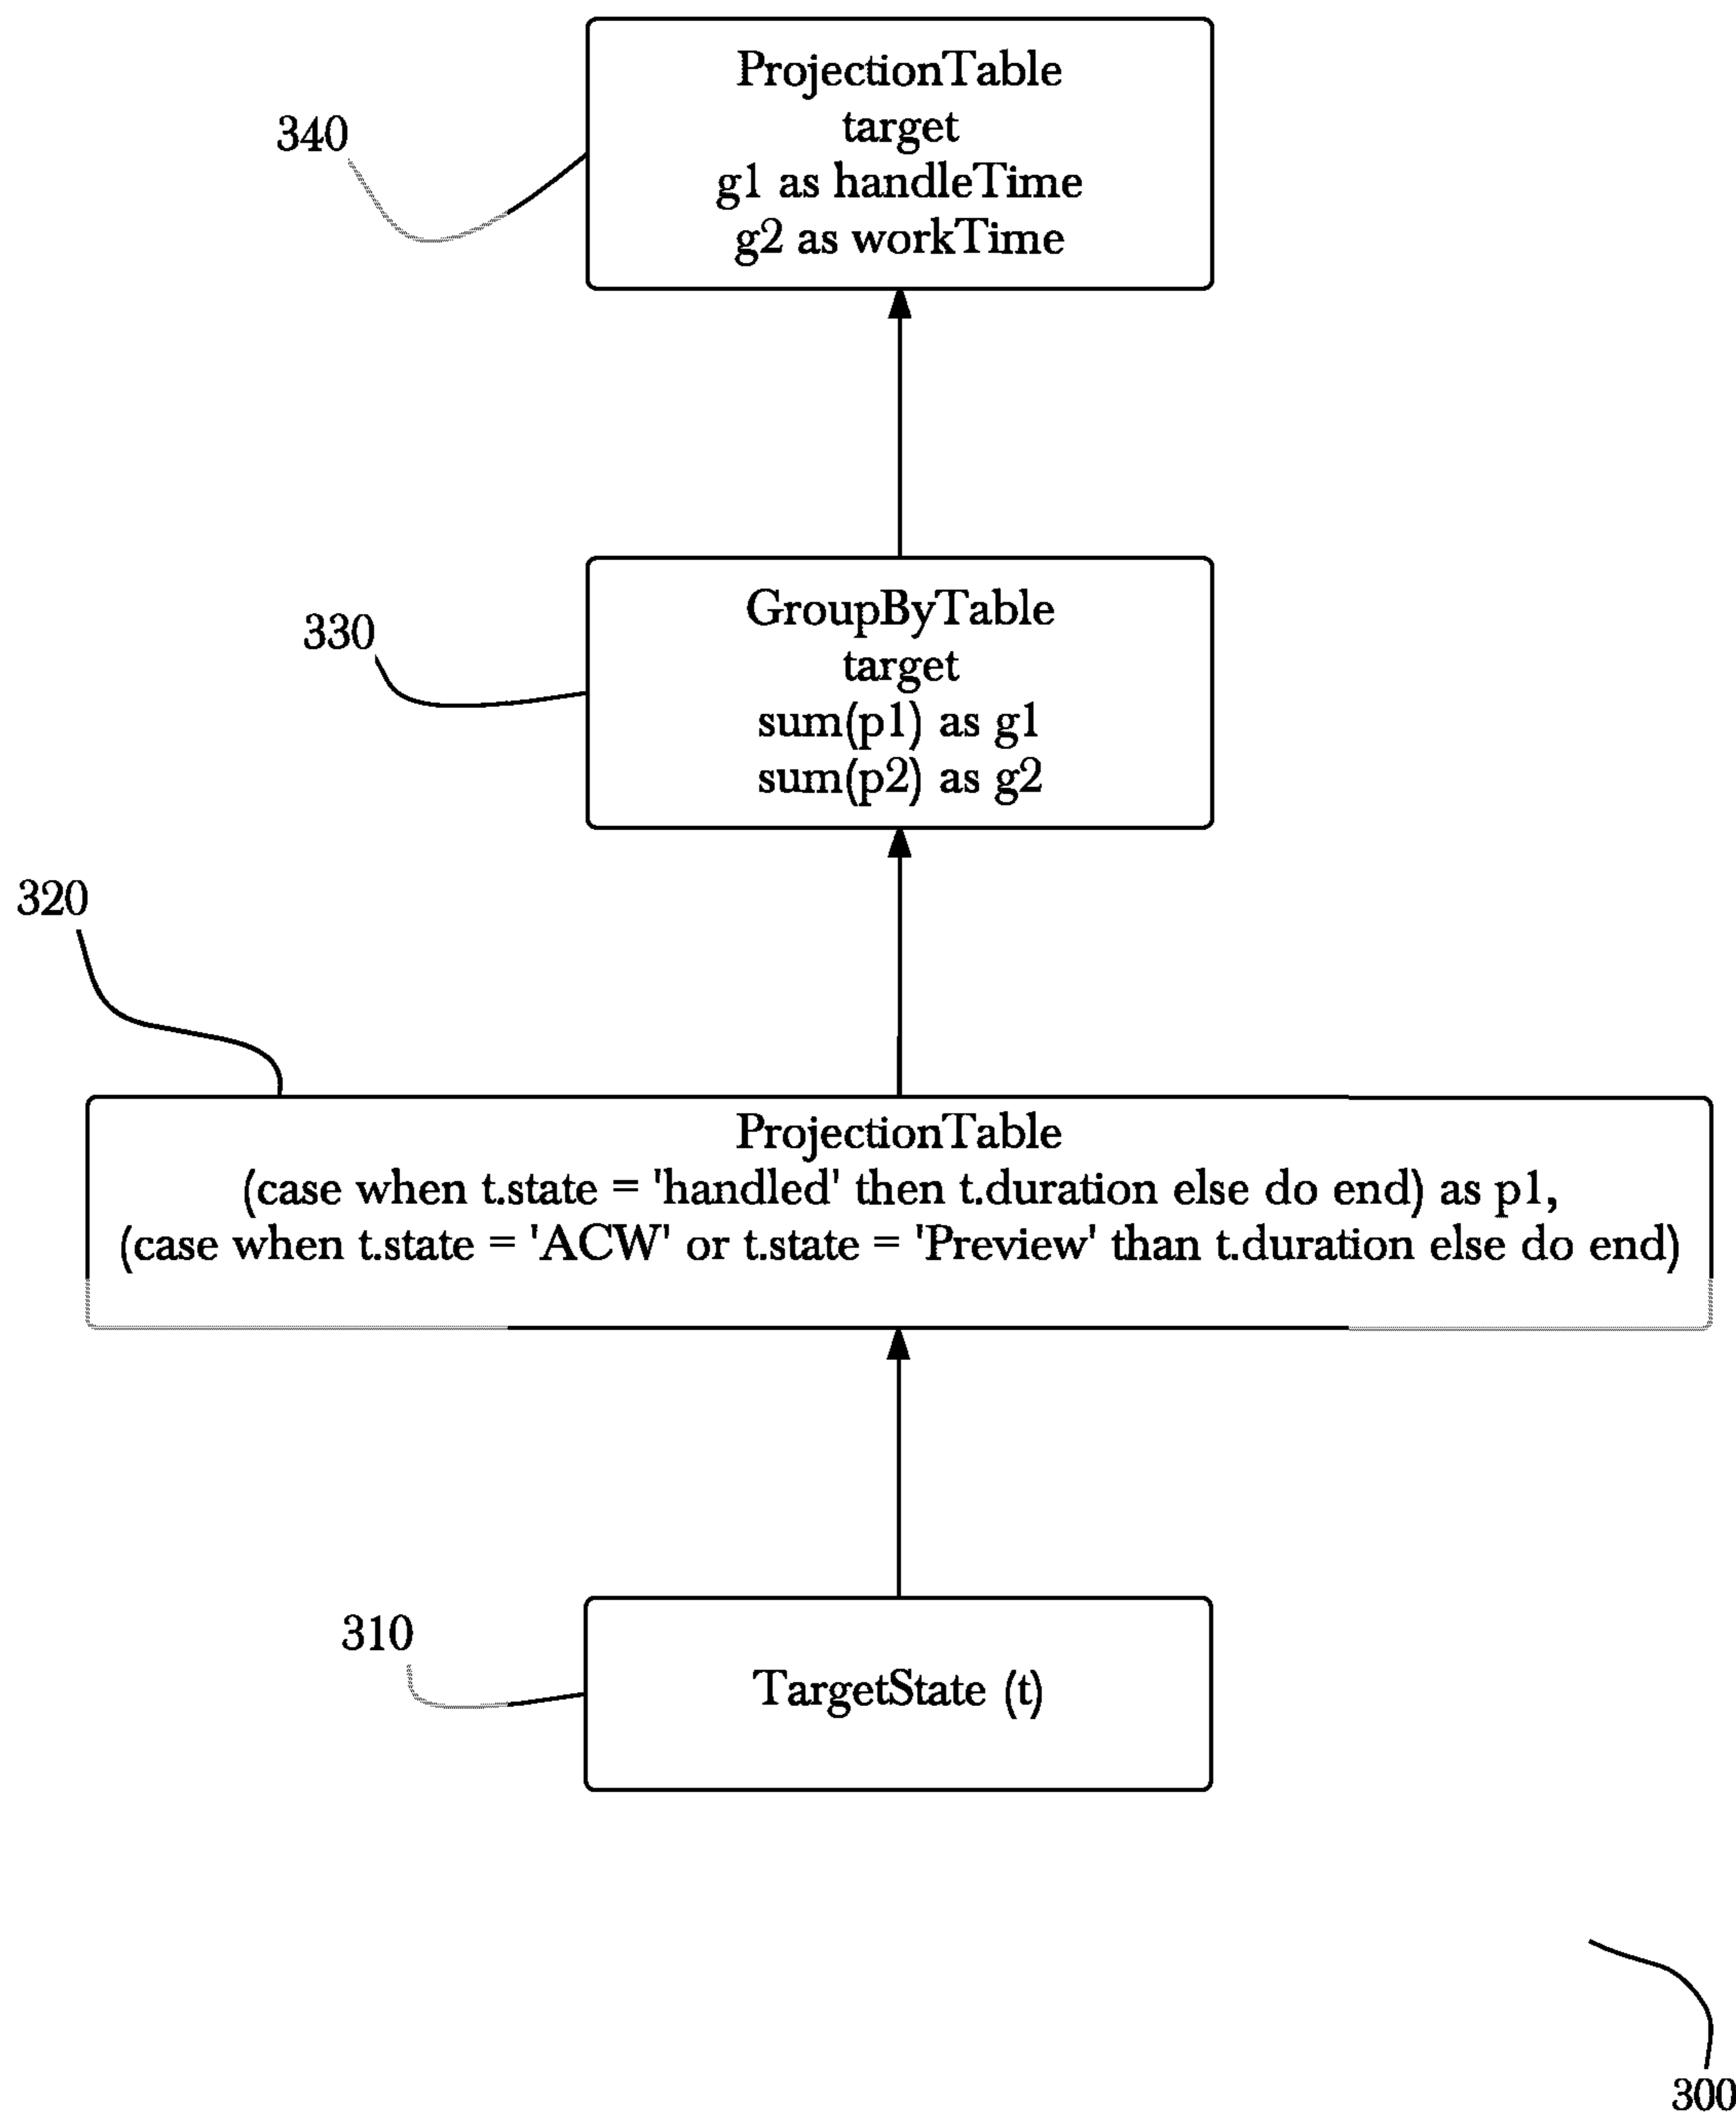 ProjectionTable
target
g1 as handleTime
g2 as workTime
340
GroupByTable
target
sum(p1) as g1
sum(p2) as g2
330
320
ProjectionTable
(case when t.state = 'handled' then t.duration else do end) as p1,
(case when t.state = 'ACW' or t.state = 'Preview' than t.duration else do end)
310
TargetState (t)
300